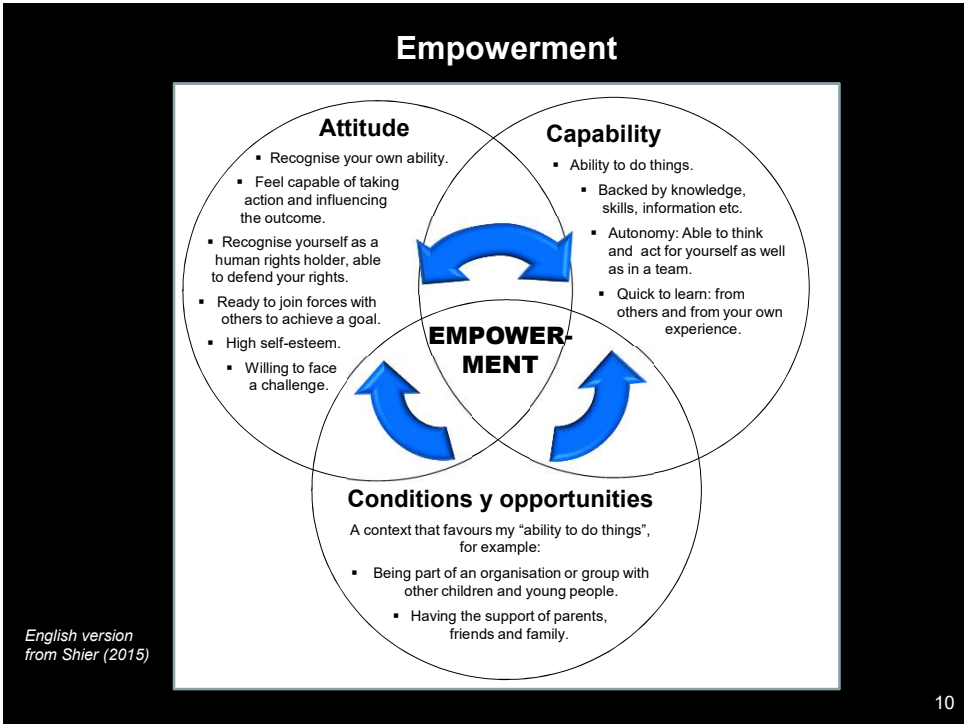 Empowerment
Attitude
▪ Recognise your own ability.
▪ Feel capable of taking
action and influencing
the outcome.
▪ Recognise yourself as a
human rights holder, able
to defend your rights.
▪ Ready to join forces with
others to achieve a goal.
▪ High self-esteem.
▪ Willing to face
a challenge.
Capability
▪ Ability to do things.
▪ Backed by knowledge,
skills, information etc.
▪ Autonomy: Able to think
and act for yourself as well
as in a team.
▪ Quick to learn: from
others and from your own
experience.
EMPOWER-
MENT
Conditions y opportunities
A context that favours my “ability to do things”,
for example:
▪ Being part of an organisation or group with
other children and young people.
▪ Having the support of parents,
friends and family.
English version
from Shier (2015)
10